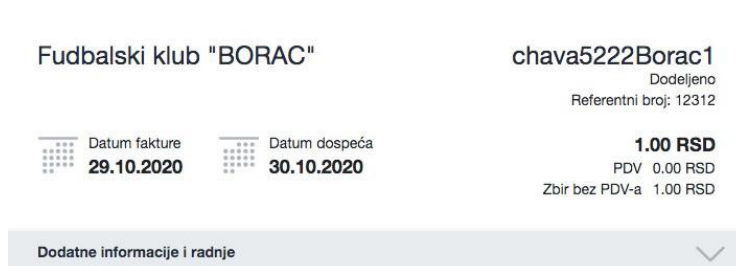 Fudbalski klub "BORAC"
chava5222Borac1
Dodeljeno
Referentni broj: 12312
Datum fakture
29.10.2020
Datum dospeća
30.10.2020
1.00 RSD
PDV 0.00 RSD
Zbir bez PDV-a 1.00 RSD
Dodatne informacije i radnje